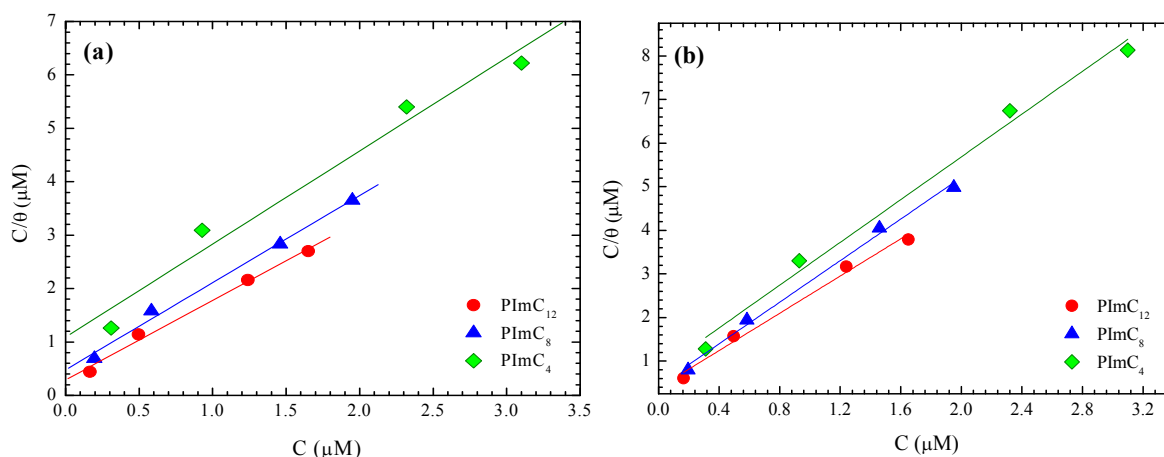 (a)
7
6
5
4
3
2
1
0
C/θ (μM)
0.0 0.5 1.0 1.5 2.0 2.5 3.0 3.5
C (μM)
PImC₁₂
PImC₈
PImC₄
(b)
8
7
6
5
4
3
2
1
C/θ (μM)
0.0 0.4 0.8 1.2 1.6 2.0 2.4 2.8 3.2
C (μM)
PImC₁₂
PImC₈
PImC₄